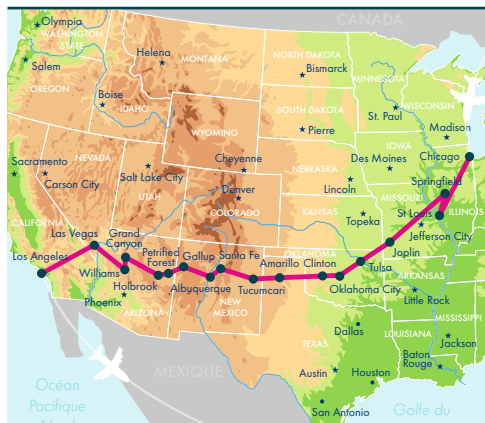 CANADA
Olympia
WASHINGTON
STATE
Helena
MONTANA
NORTH DAKOTA
Bismarck
Salem
OREGON
Boise
IDAHO
MINNESOTA
WISCONSIN
St. Paul
SOUTH DAKOTA
Pierre
WYOMING
Madison
IOWA
Sacramento
NEVADA
Carson City
Salt Lake City
UTAH
Cheyenne
NEBRASKA
Des Moines
Chicago
Denver
COLORADO
Lincoln
Springfield
MISSOURI
KANSAS
Topeka
St Louis
ILLINOIS
CALIFORNIA
Las Vegas
Grand
Canyon
Jefferson City
Los Angeles
Petrified
Forest
Gallup
Santa Fe
OKLAHOMA
Joplin
Amarillo
Clinton
Tulsa
Williams
Holbrook
Albuquerque
Tucumcari
Oklahoma City
ARKANSAS
Phoenix
ARIZONA
NEW
MEXICO
Little Rock
MISSISSIPPI
Dallas
TEXAS
LOUISIANA
Jackson
MEXIQUE
Baton
Rouge
Austin
Houston
Océan
Pacifique
San Antonio
Golfe du